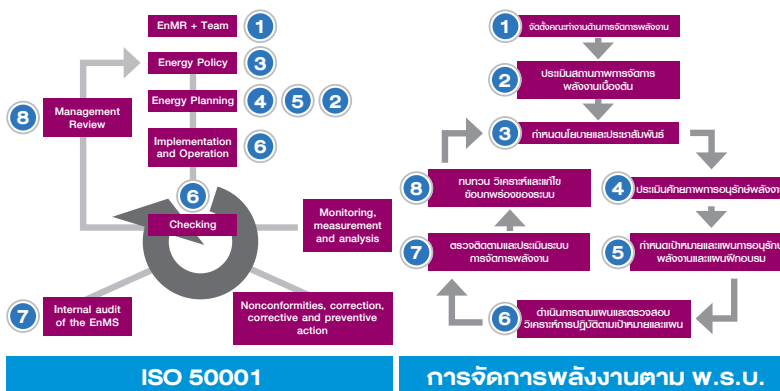 EnMR + Team
1
Energy Policy
3
Energy Planning
4
5
2
8
Management
Review
Implementation
and Operation
6
6
Checking
Monitoring,
measurement
and analysis
7
Internal audit
of the EnMS
Nonconformities, correction,
corrective and preventive
action
ISO 50001
1
จัดตั้งคณะทำงานด้านการจัดการพลังงาน
2
ประเมินสถานภาพการจัดการ
พลังงานเบื้องต้น
3
กำหนดนโยบายและประชาสัมพันธ์
4
ประเมินศักยภาพการอนุรักษ์พลังงาน
5
กำหนดเป้าหมายและแผนการอนุรักษ์
พลังงานและแผนฝึกอบรม
6
ดำเนินการตามแผนและตรวจสอบ
วิเคราะห์การปฏิบัติตามเป้าหมายและแผน
7
ตรวจติดตามและประเมินระบบ
การจัดการพลังงาน
8
ทบทวน วิเคราะห์และแก้ไข
ข้อบกพร่องของระบบ
การจัดการพลังงานตาม พ.ร.บ.